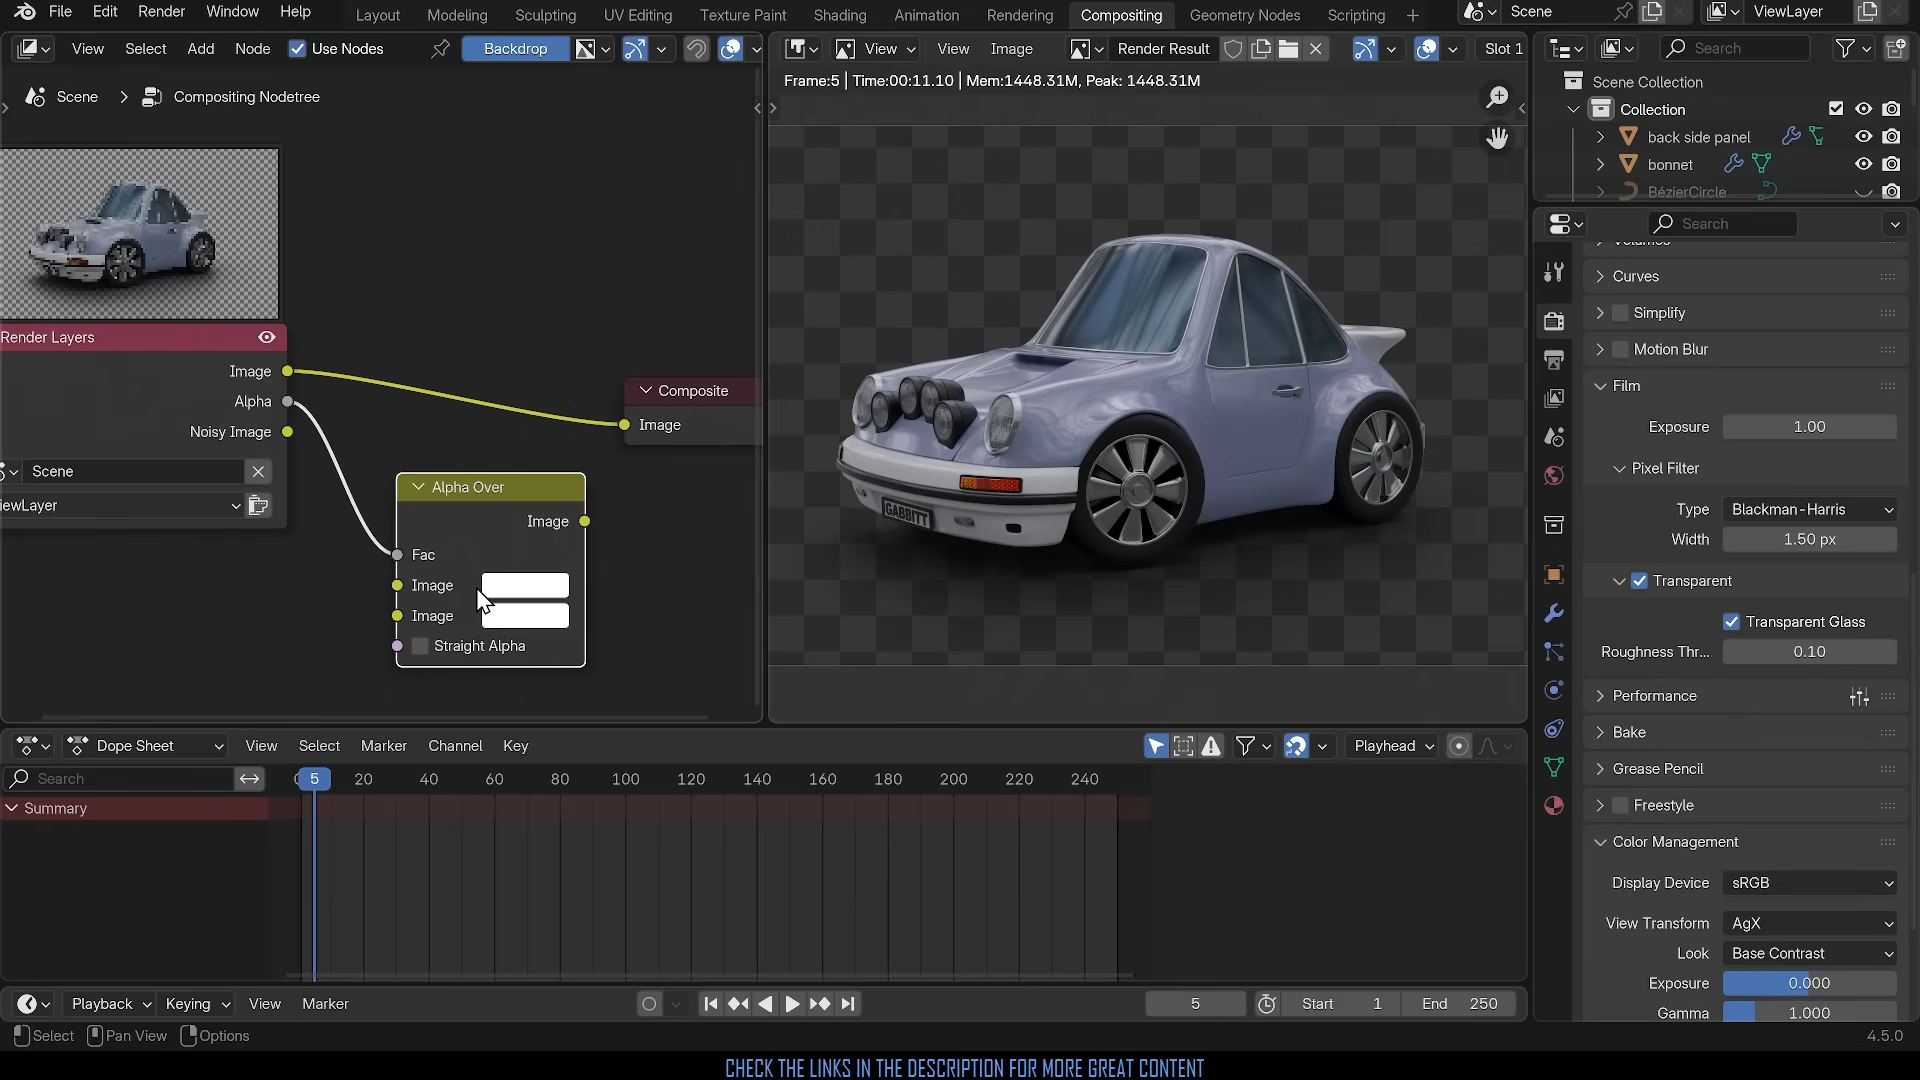 File Edit Render Window Help Layout Modeling Sculpting UV Editing Texture Paint Shading Animation Rendering Compositing Geometry Nodes Scripting + Scene ViewLayer
View Select Add Node Use Nodes Backdrop View View Image Render Result Slot 1 Search
Frame:5 | Time:00:11.10 | Mem:1448.31M, Peak: 1448.31M
Scene > Compositing Nodetree
Scene Collection
Collection
back side panel
bonnet
BézierCircle
Search
Volumes
Curves
Simplify
Motion Blur
Film
Exposure 1.00
Pixel Filter
Type Blackman-Harris
Width 1.50 px
Transparent
Transparent Glass
Roughness Thr... 0.10
Performance
Bake
Grease Pencil
Freestyle
Color Management
Display Device sRGB
View Transform AgX
Look Base Contrast
Exposure 0.000
Gamma 1.000
Render Layers
Image
Alpha
Noisy Image
Scene
iewLayer
Composite
Image
Alpha Over
Image
Fac
Image
Image
Straight Alpha
GABBITT
Dope Sheet View Select Marker Channel Key Playhead
Search 5 20 40 60 80 100 120 140 160 180 200 220 240
Summary
Playback Keying View Marker 5 Start 1 End 250
Select Pan View Options 4.5.0
CHECK THE LINKS IN THE DESCRIPTION FOR MORE GREAT CONTENT